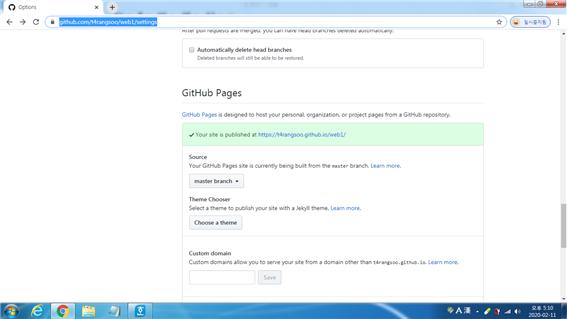 Options
github.com/t4rangsoo/web1/settings
일시중지됨
After pull requests are merged, you can have head branches deleted automatically.
Automatically delete head branches
Deleted branches will still be able to be restored.
GitHub Pages
GitHub Pages is designed to host your personal, organization, or project pages from a GitHub repository.
Your site is published at https://t4rangsoo.github.io/web1/
Source
Your GitHub Pages site is currently being built from the master branch. Learn more.
master branch
Theme Chooser
Select a theme to publish your site with a Jekyll theme. Learn more.
Choose a theme
Custom domain
Custom domains allow you to serve your site from a domain other than t4rangsoo.github.io. Learn more.
Save
A 漢
오후 5:10
2020-02-11